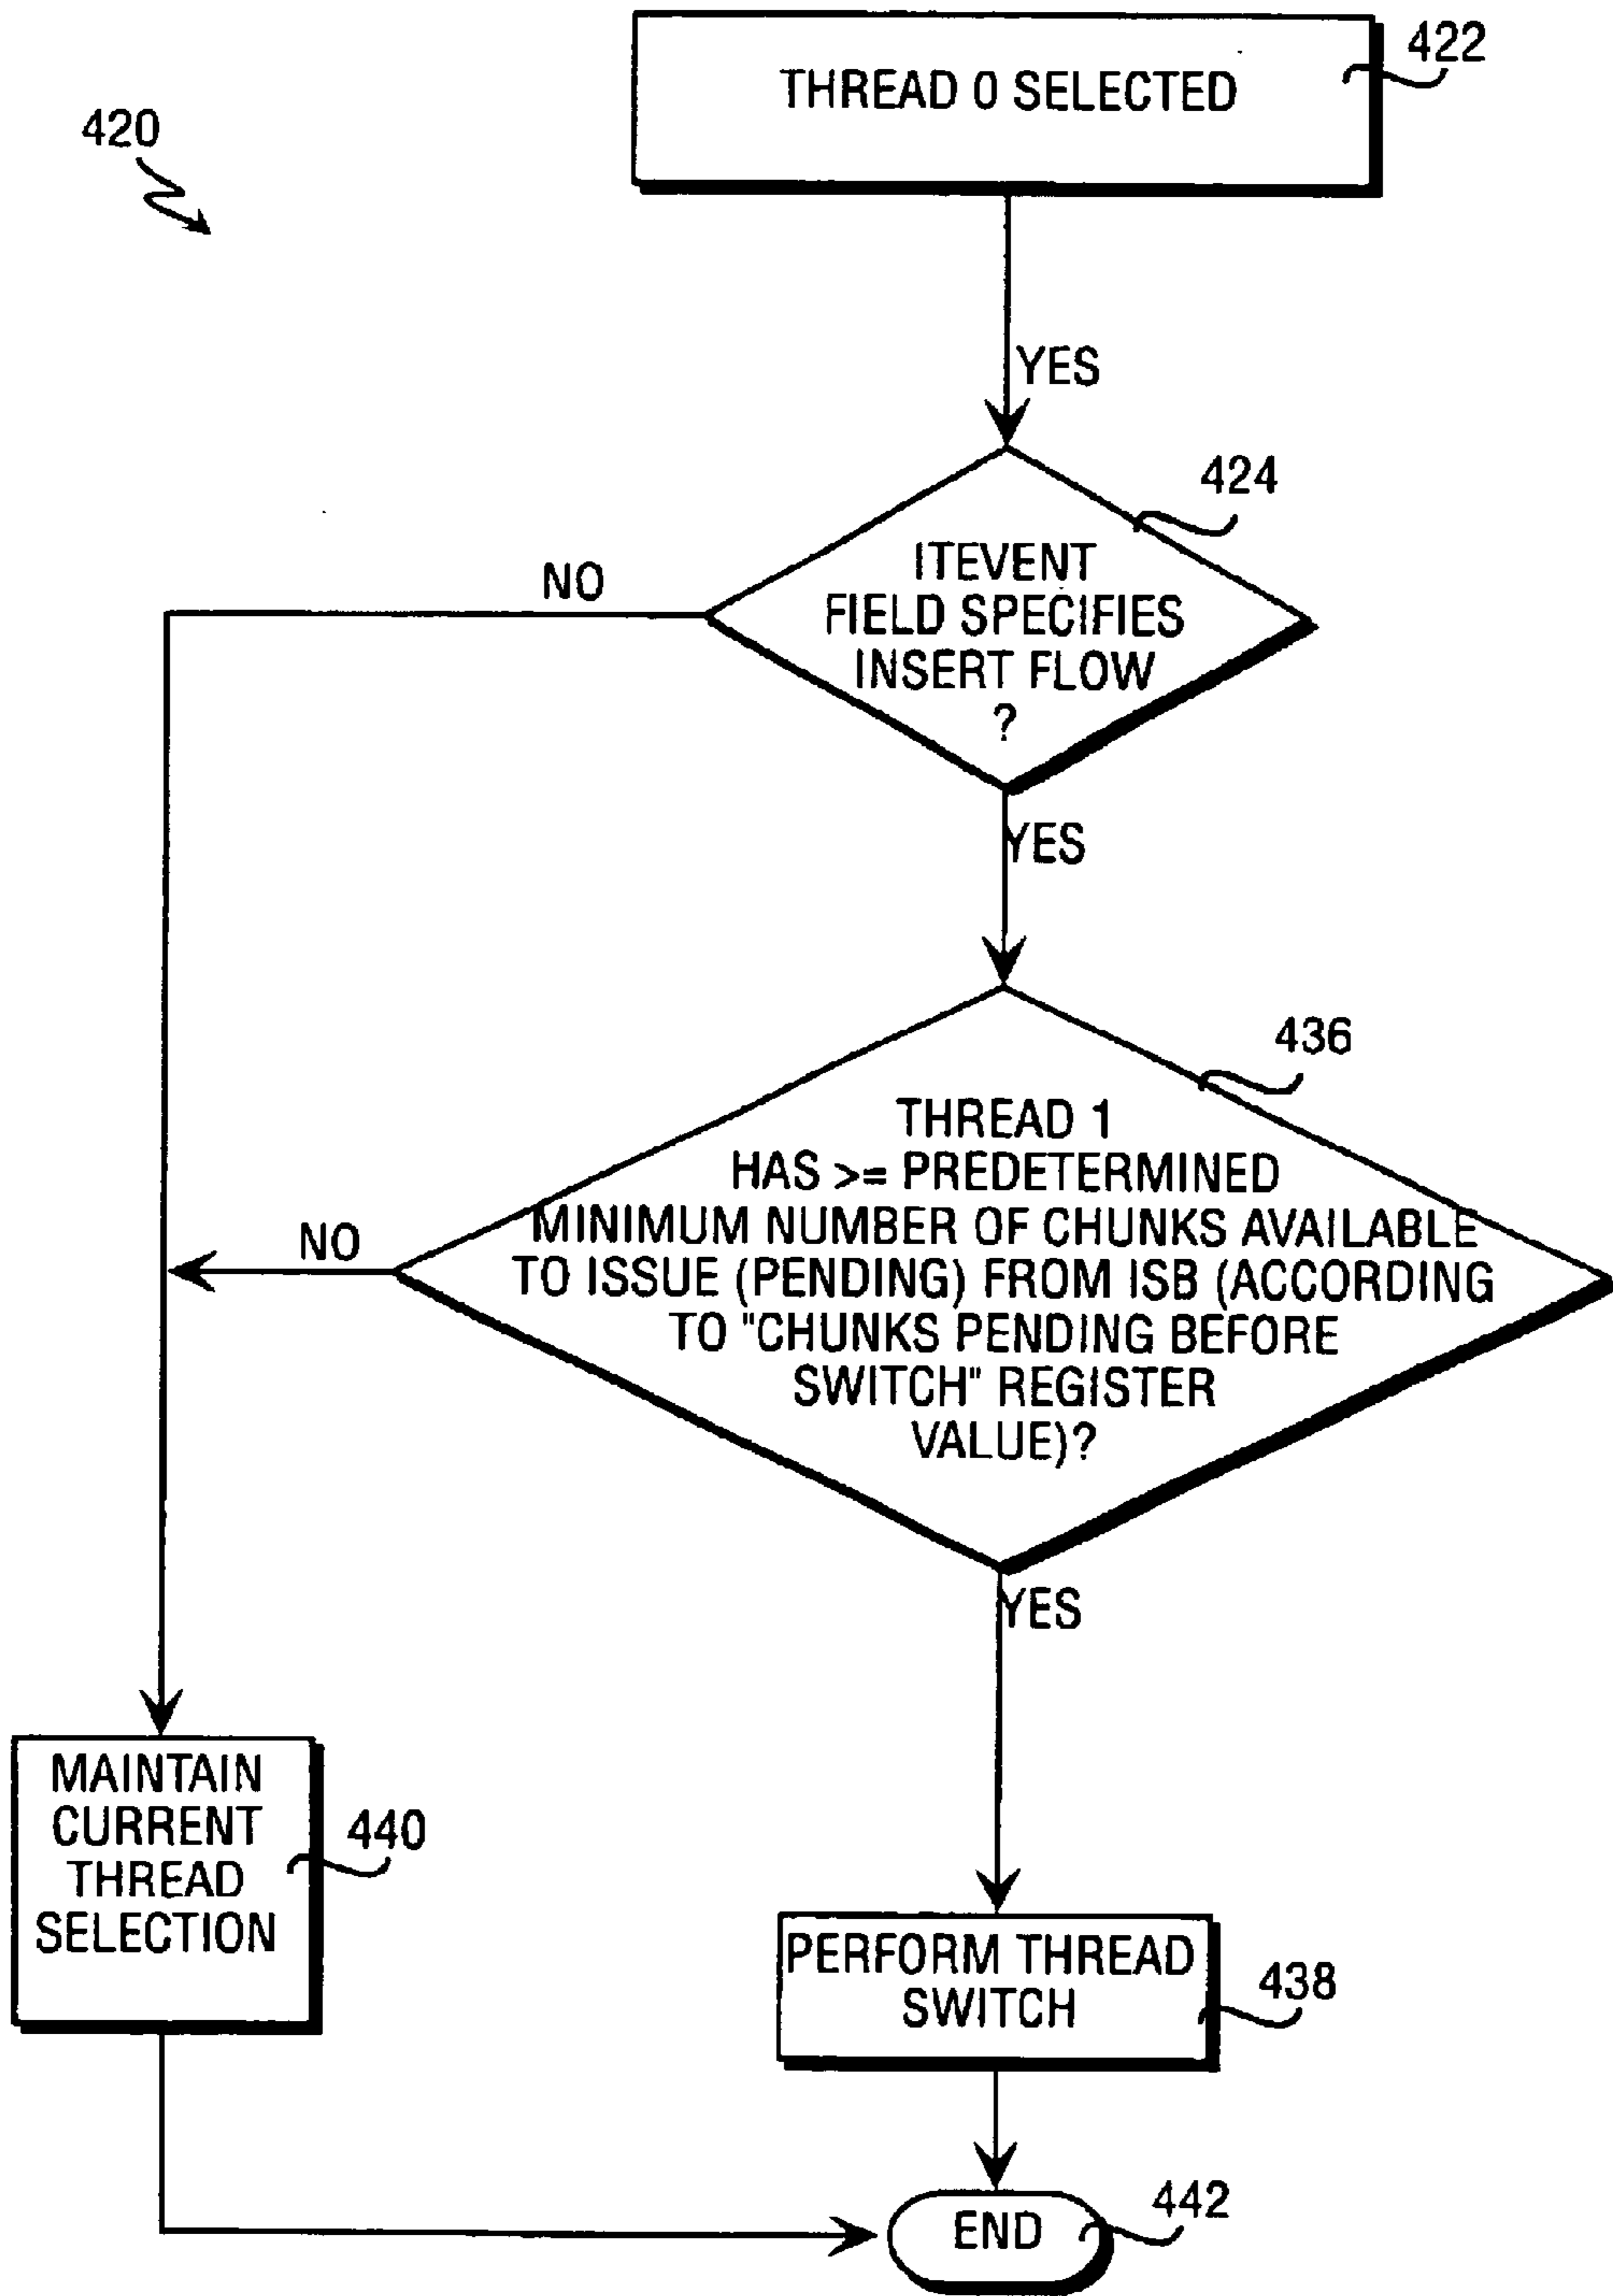 THREAD 0 SELECTED
422
420
YES
424
ITEVENT
FIELD SPECIFIES
INSERT FLOW
?
NO
YES
436
THREAD 1
HAS >= PREDETERMINED
MINIMUM NUMBER OF CHUNKS AVAILABLE
TO ISSUE (PENDING) FROM ISB (ACCORDING
TO "CHUNKS PENDING BEFORE
SWITCH" REGISTER
VALUE)?
NO
YES
MAINTAIN
CURRENT
THREAD
SELECTION
440
PERFORM THREAD
SWITCH
438
END
442